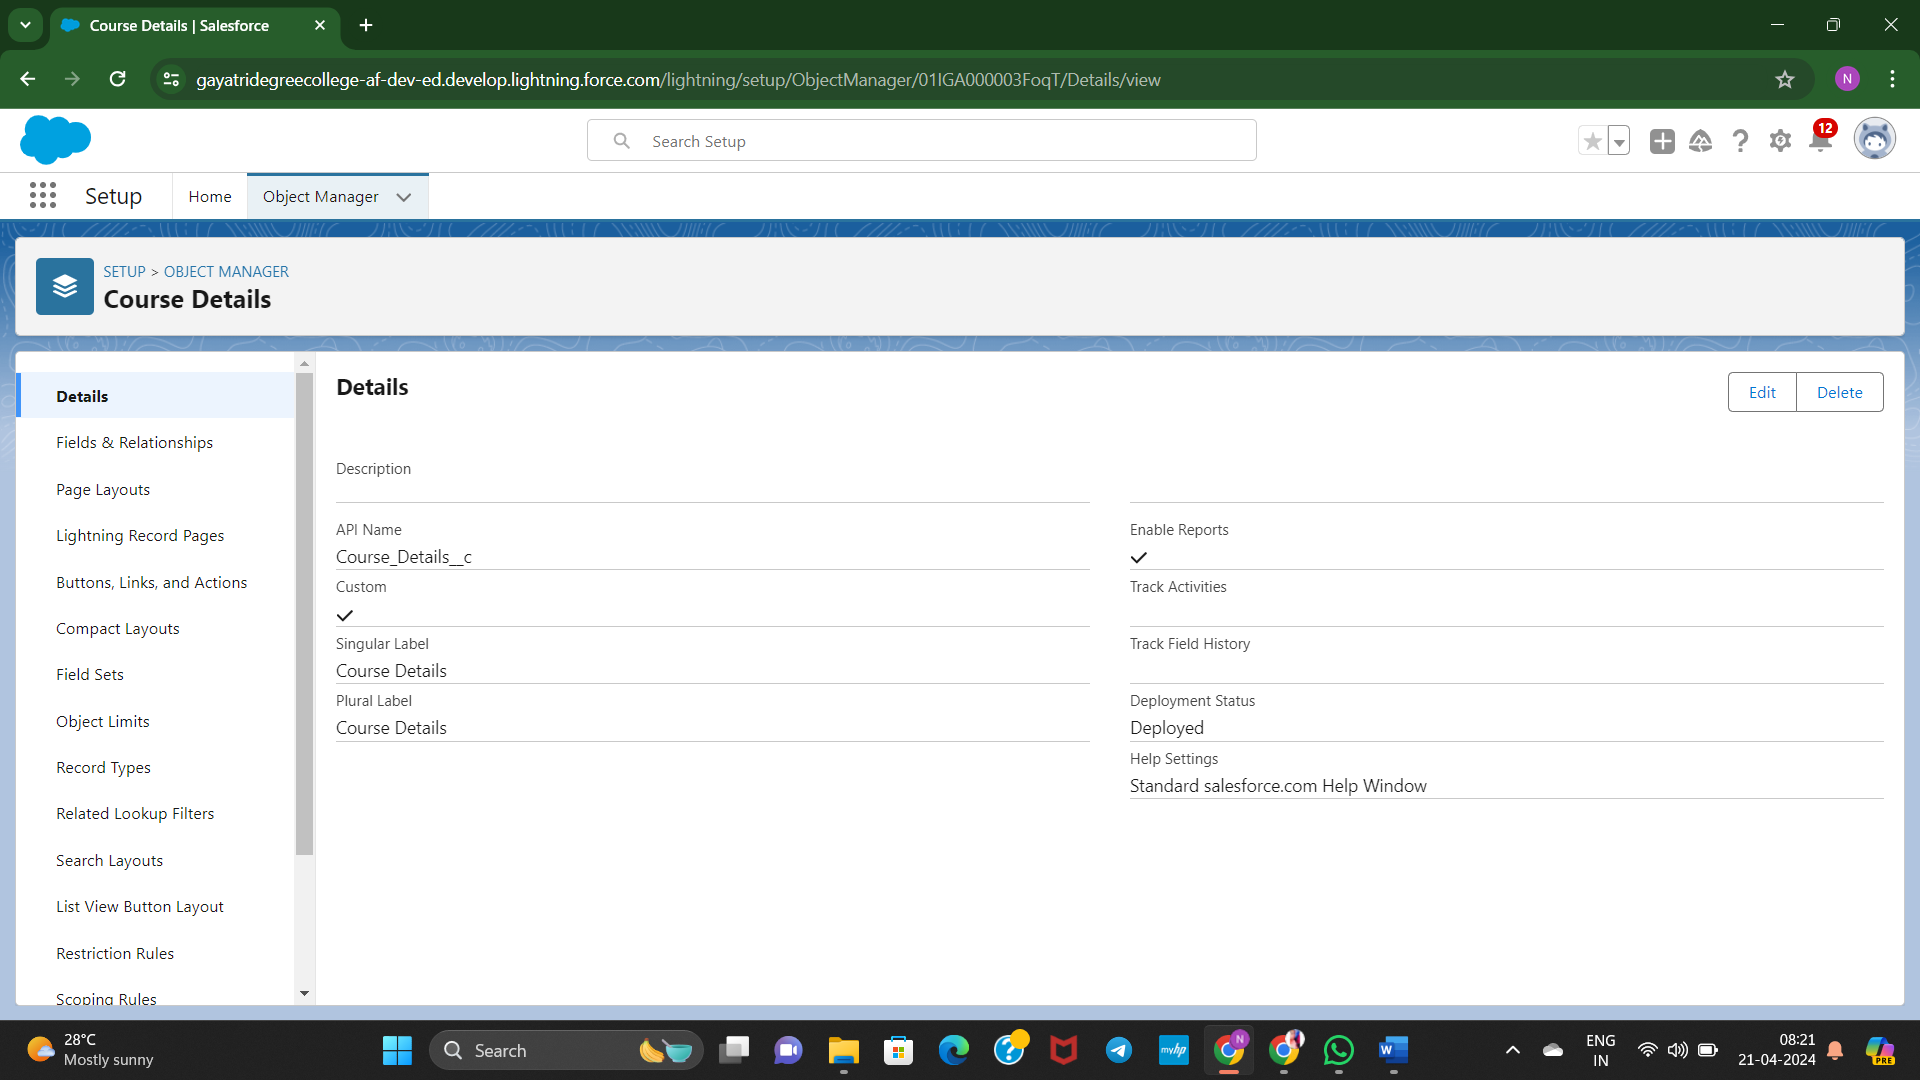 Course Details | Salesforce
gayatridegreecollege-af-dev-ed.develop.lightning.force.com/lightning/setup/ObjectManager/01IGA000003FoqT/Details/view
N
Search Setup
12
Setup
Home
Object Manager
SETUP > OBJECT MANAGER
Course Details
Details
Fields & Relationships
Page Layouts
Lightning Record Pages
Buttons, Links, and Actions
Compact Layouts
Field Sets
Object Limits
Record Types
Related Lookup Filters
Search Layouts
List View Button Layout
Restriction Rules
Scoping Rules
Details
Edit
Delete
Description
API Name
Course_Details__c
Custom
Singular Label
Course Details
Plural Label
Course Details
Enable Reports
Track Activities
Track Field History
Deployment Status
Deployed
Help Settings
Standard salesforce.com Help Window
28°C
Mostly sunny
Search
myhp
N
W
ENG
IN
08:21
21-04-2024
PRE